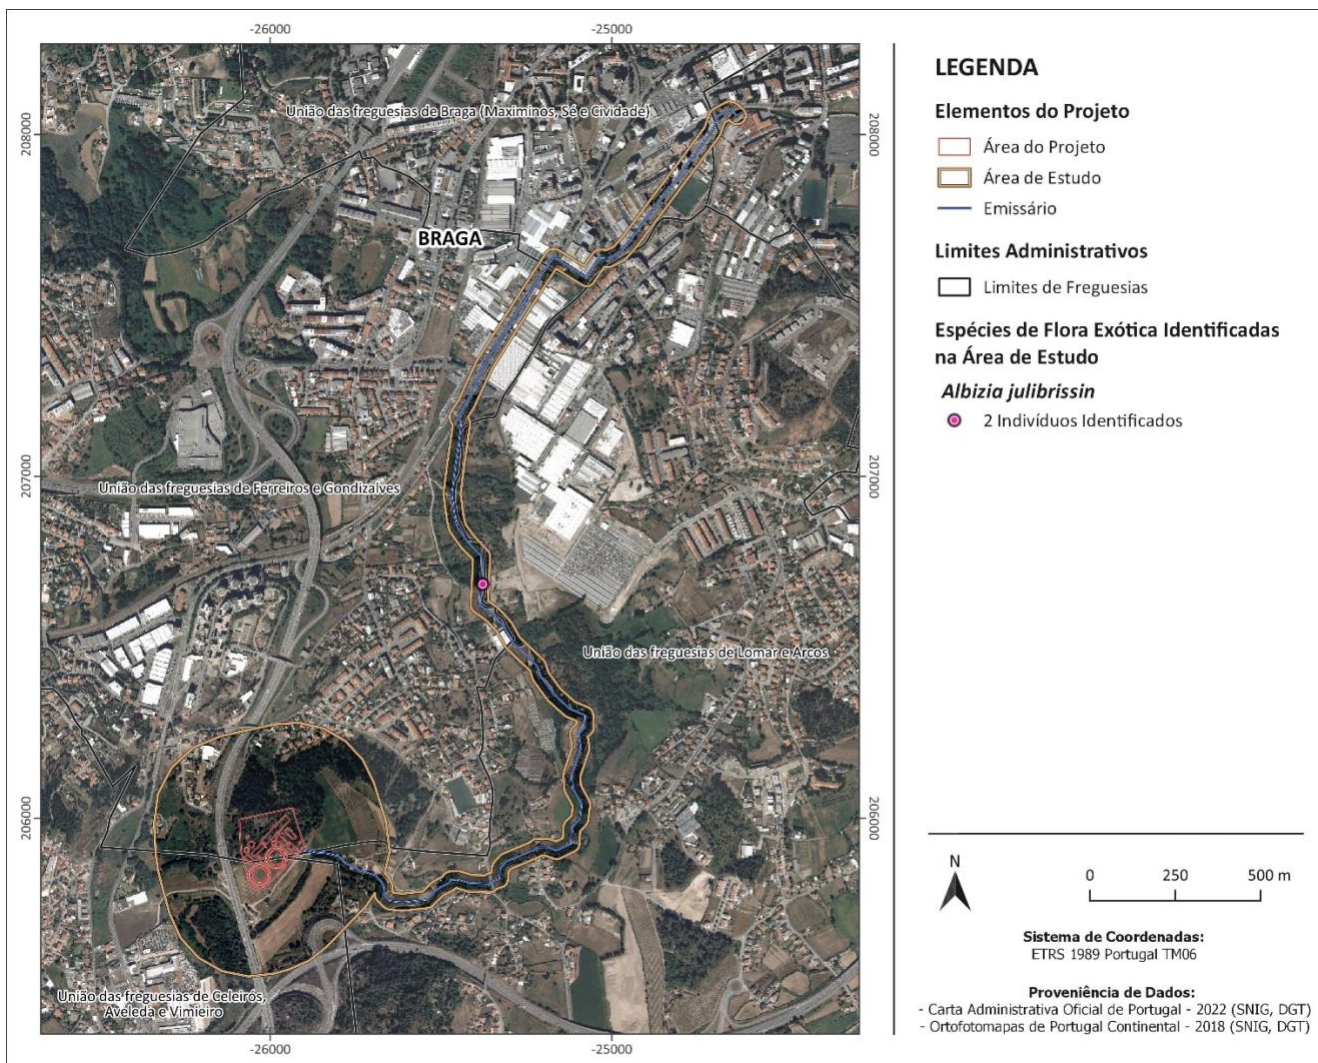 -26000
-25000
208000
208000
União das freguesias de Braga (Maximinos, Sé e Cividade)
BRAGA
207000
207000
União das freguesias de Ferreiros e Gondizalves
União das freguesias de Lomar e Arcos
206000
206000
União das freguesias de Celeirós,
Aveleda e Vimieiro
-26000
-25000
LEGENDA
Elementos do Projeto
Área do Projeto
Área de Estudo
Emissário
Limites Administrativos
Limites de Freguesias
Espécies de Flora Exótica Identificadas
na Área de Estudo
Albizia julibrissin
2 Indivíduos Identificados
N
0 250 500 m
Sistema de Coordenadas:
ETRS 1989 Portugal TM06
Proveniência de Dados:
- Carta Administrativa Oficial de Portugal - 2022 (SNIG, DGT)
- Ortofotomapas de Portugal Continental - 2018 (SNIG, DGT)